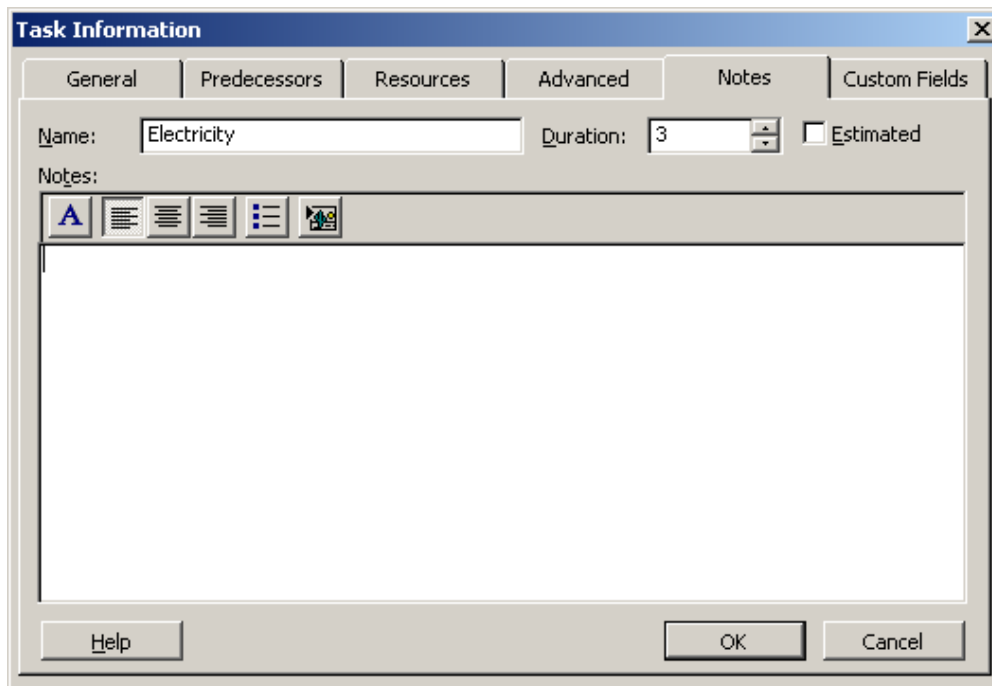 Task Information
General Predecessors Resources Advanced Notes Custom Fields
Name: Electricity Duration: 3 Estimated
Notes:
A
Help OK Cancel